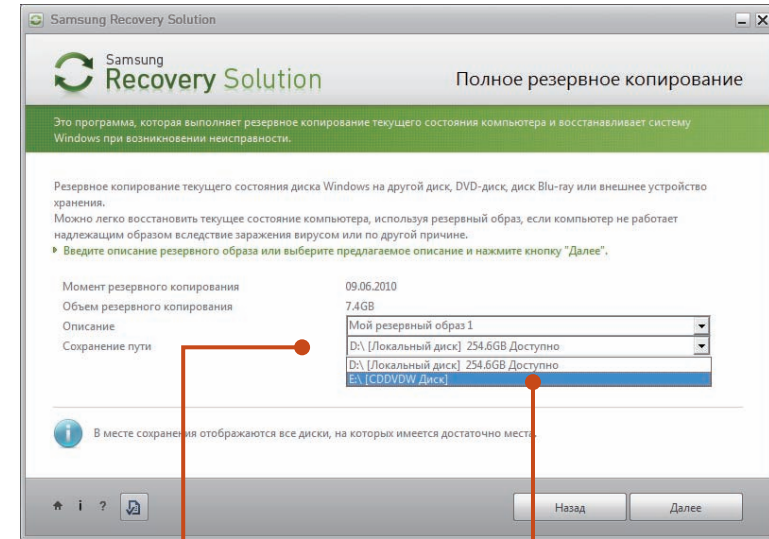 Samsung Recovery Solution
Samsung
Recovery Solution
Полное резервное копирование
Это программа, которая выполняет резервное копирование текущего состояния компьютера и восстанавливает систему
Windows при возникновении неисправности.
Резервное копирование текущего состояния диска Windows на другой диск, DVD-диск, диск Blu-ray или внешнее устройство
хранения.
Можно легко восстановить текущее состояние компьютера, используя резервный образ, если компьютер не работает
надлежащим образом вследствие заражения вирусом или по другой причине.
Введите описание резервного образа или выберите предлагаемое описание и нажмите кнопку "Далее".
Момент резервного копирования 09.06.2010
Объем резервного копирования 7.4GB
Описание Мой резервный образ 1
Сохранение пути D:\ [Локальный диск] 254.6GB Доступно
D:\ [Локальный диск] 254.6GB Доступно
E:\ [CDDVDW Диск]
В месте сохранения отображаются все диски, на которых имеется достаточно места.
i ? Назад Далее